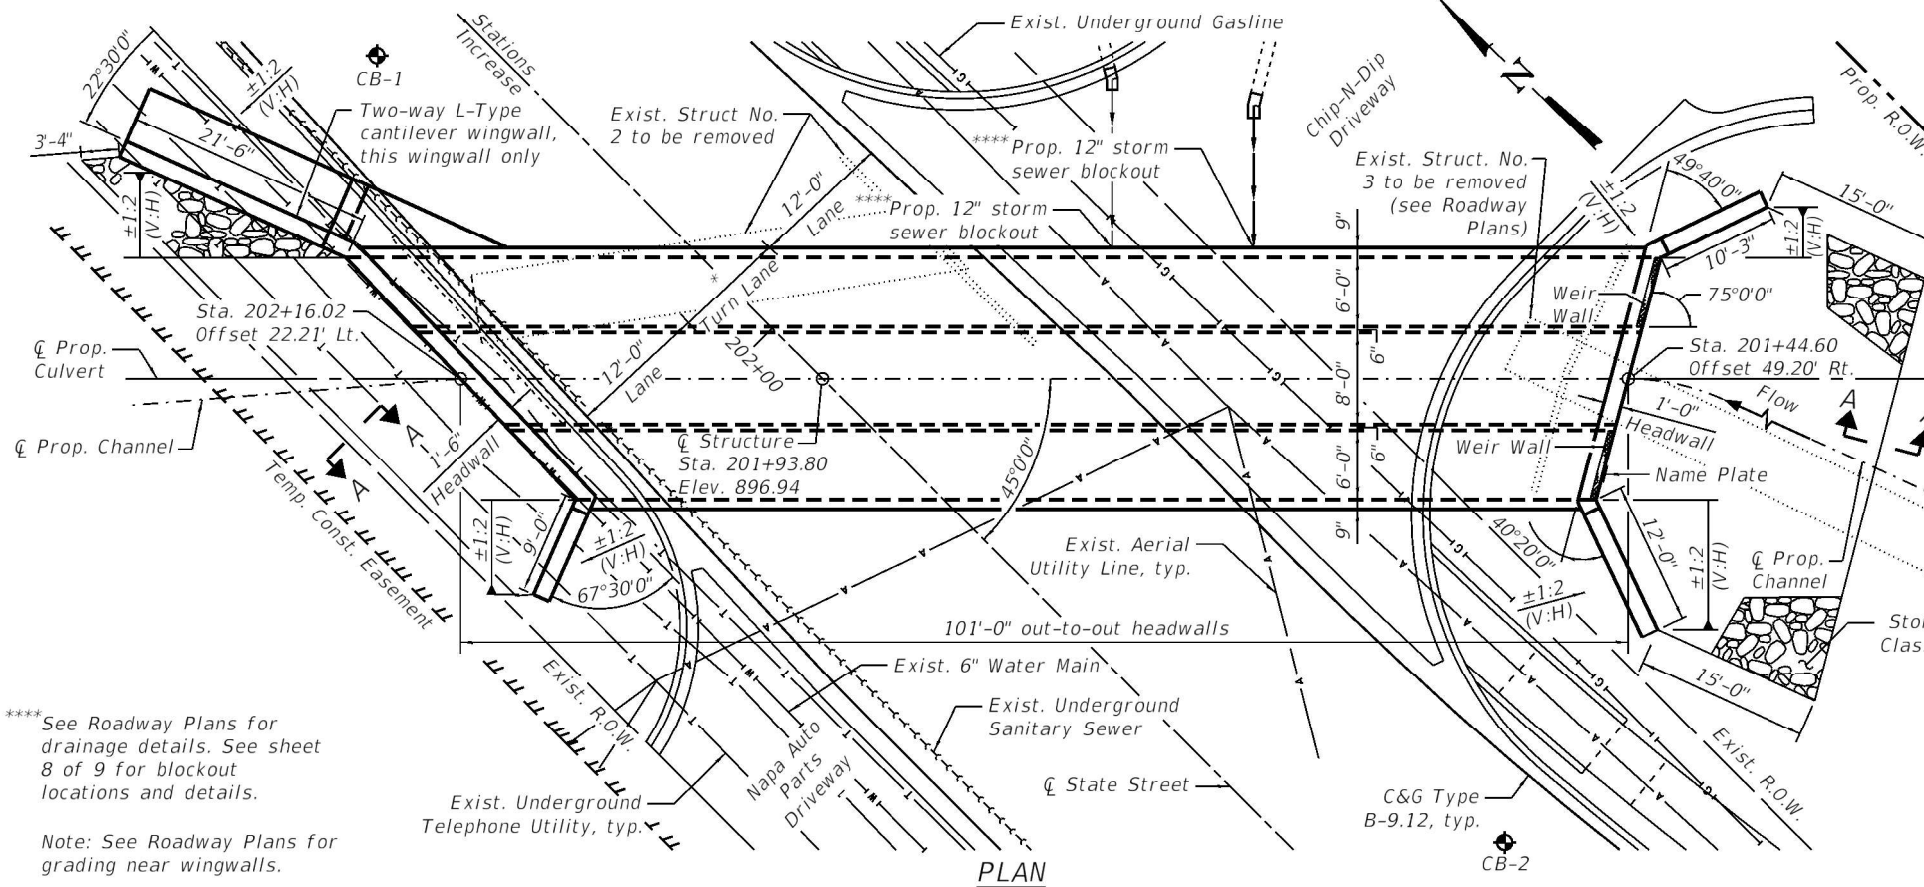 Stations
Increase
Exist. Underground Gasline
CB-1
22°30'0"
±1:2
(V:H)
Two-way L-Type
cantilever wingwall,
this wingwall only
21'-6"
3'-4"
±1:2
(V:H)
Exist. Struct No.
2 to be removed
12'-0"
Lane
Turn Lane
*
12'-0"
Lane
202+00
**** Prop. 12" storm
sewer blockout
**** Prop. 12" storm
sewer blockout
Chip-N-Dip
Driveway
N
Exist. Struct. No.
3 to be removed
(see Roadway
Plans)
±1:2
(V:H)
49°40'0"
Prop. R.O.W.
15'-0"
±1:2
(V:H)
10'-3"
75°0'0"
Weir
Wall
9"
6'-0"
6"
8'-0"
6"
6'-0"
9"
Sta. 202+16.02
Offset 22.21' Lt.
℄ Prop.
Culvert
℄ Prop. Channel
A
A
1'-6"
Headwall
Temp. Const. Easement
℄ Structure
Sta. 201+93.80
Elev. 896.94
45°0'0"
Sta. 201+44.60
Offset 49.20' Rt.
1'-0"
Headwall
Flow
A
Weir Wall
Name Plate
±1:2
(V:H)
9'-0"
±1:2
(V:H)
67°30'0"
Exist. Aerial
Utility Line, typ.
40°20'0"
±1:2
(V:H)
12'-0"
±1:2
(V:H)
℄ Prop.
Channel
101'-0" out-to-out headwalls
15'-0"
Exist. 6" Water Main
Exist. Underground
Sanitary Sewer
Exist. R.O.W.
Napa Auto
Parts
Driveway
℄ State Street
Exist. R.O.W.
C&G Type
B-9.12, typ.
CB-2
Exist. Underground
Telephone Utility, typ.
**** See Roadway Plans for
drainage details. See sheet
8 of 9 for blockout
locations and details.
Note: See Roadway Plans for
grading near wingwalls.
PLAN